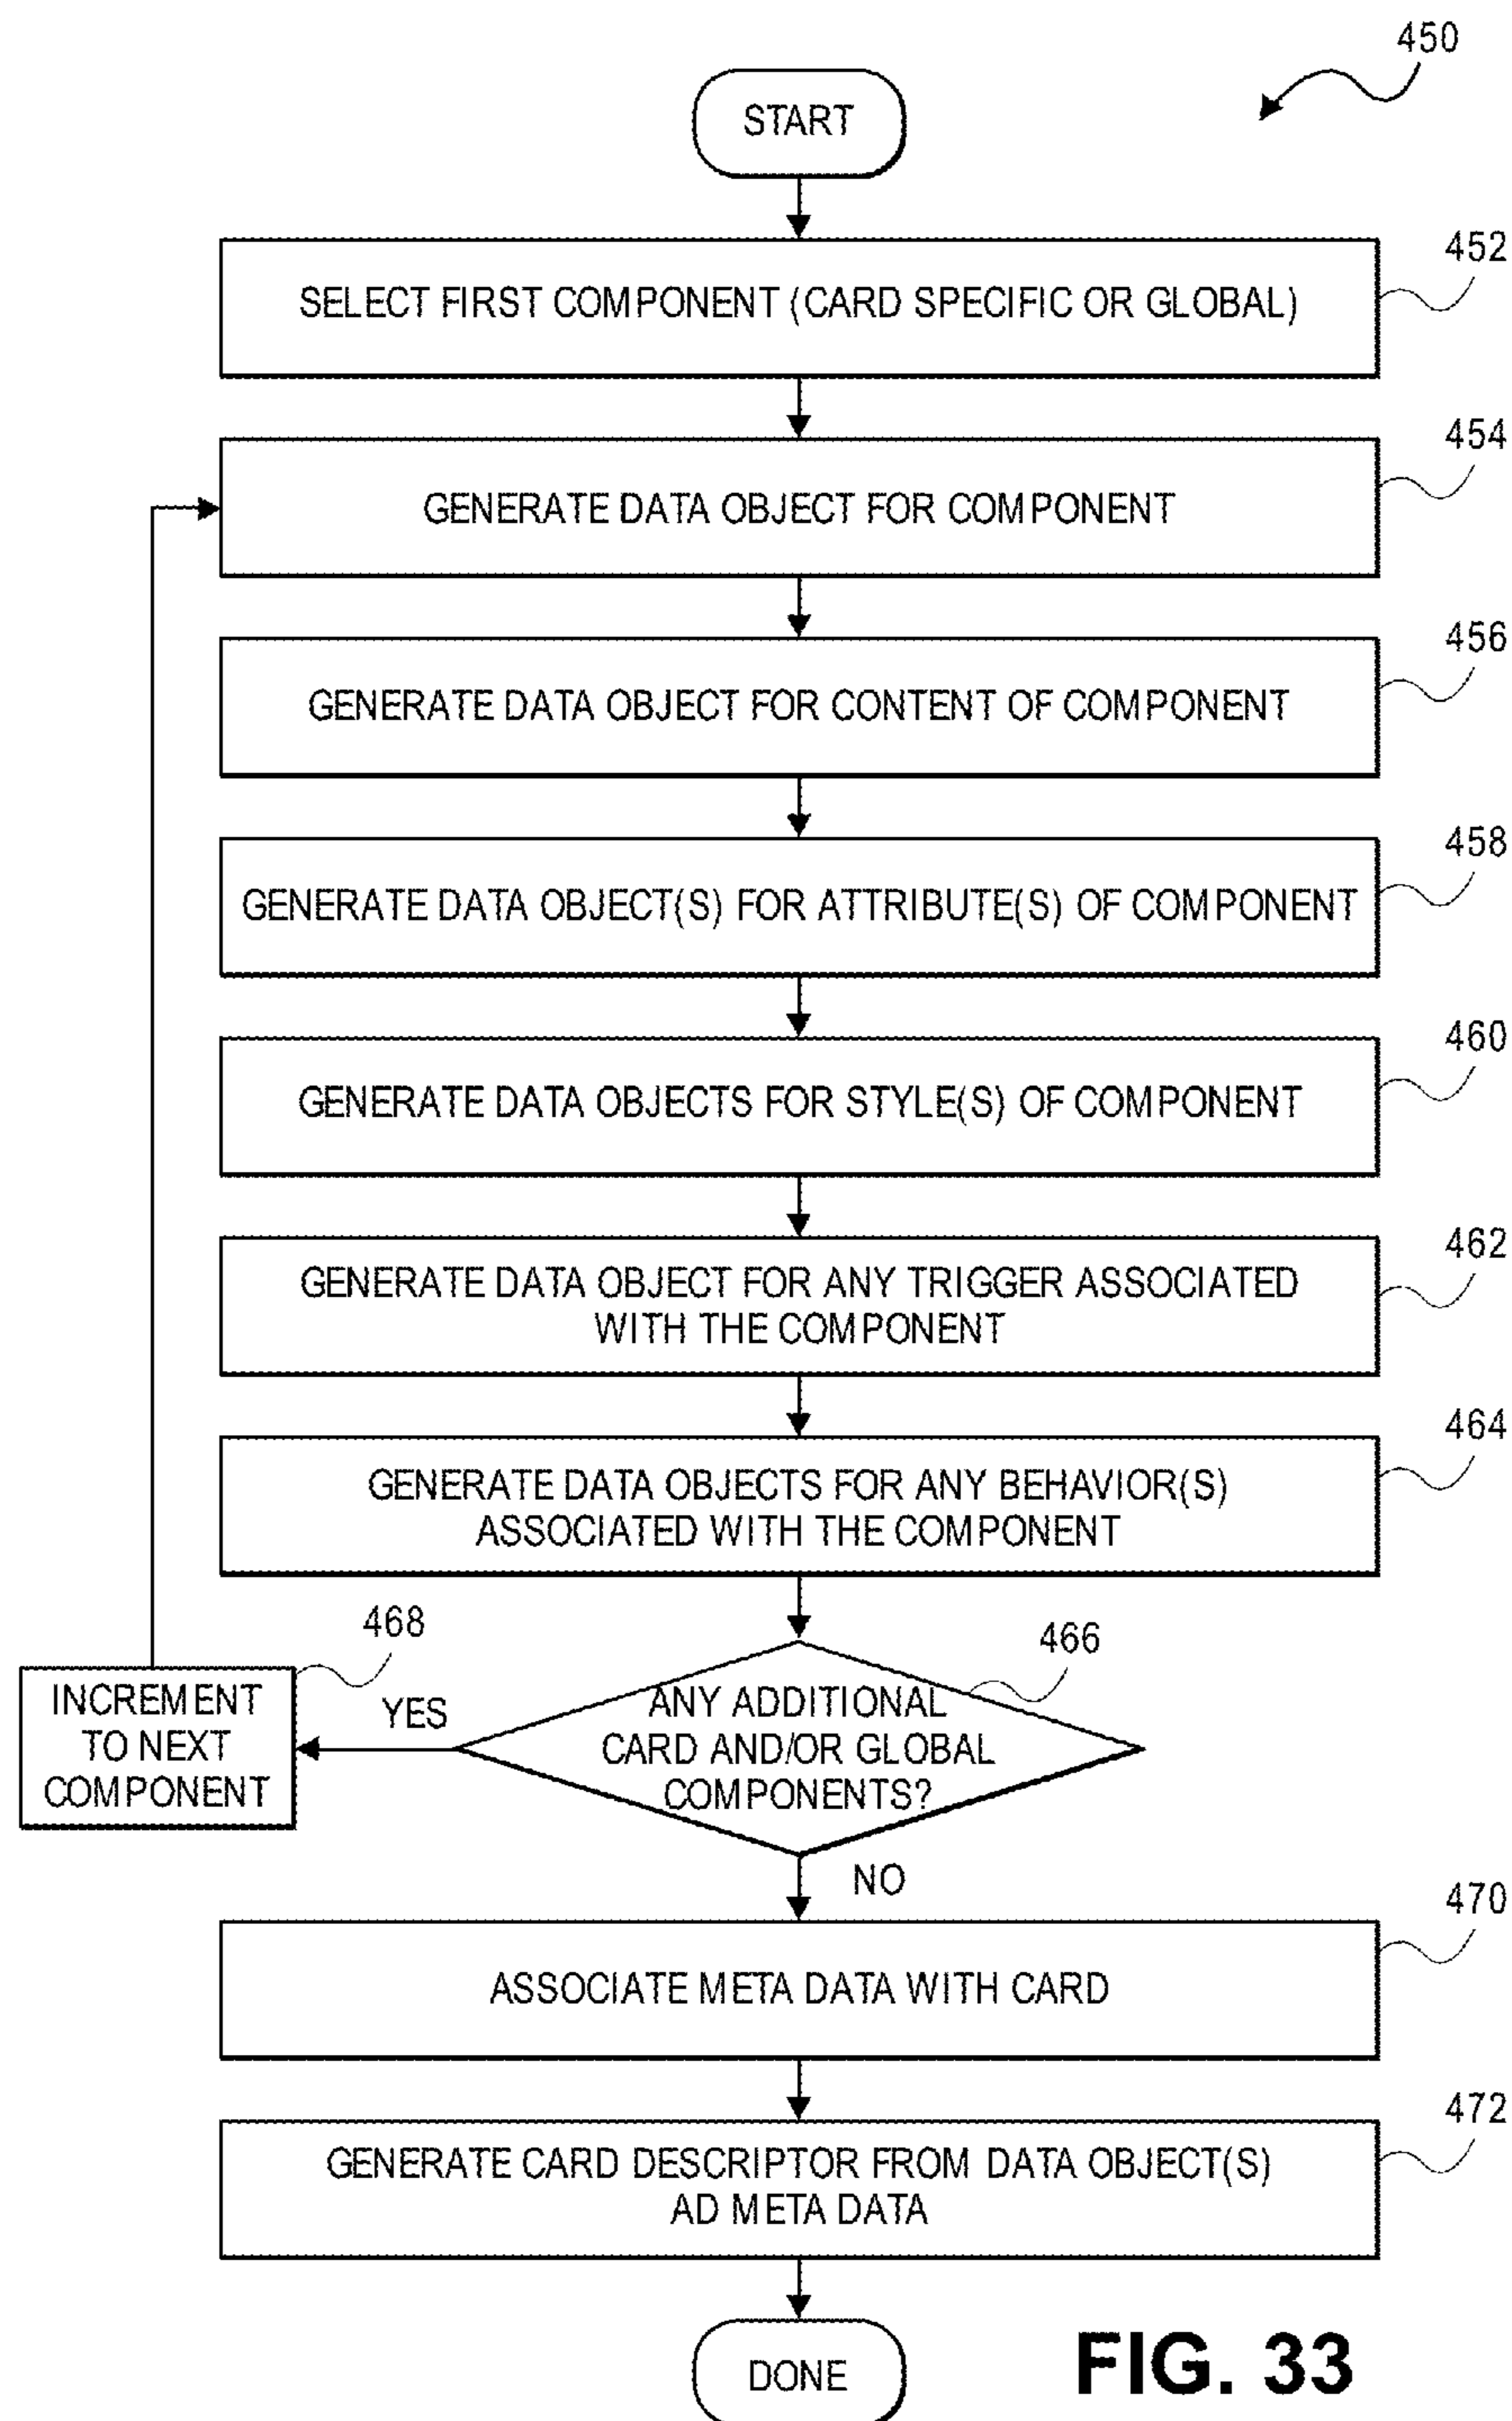 450
START
452
SELECT FIRST COMPONENT (CARD SPECIFIC OR GLOBAL)
454
GENERATE DATA OBJECT FOR COMPONENT
456
GENERATE DATA OBJECT FOR CONTENT OF COMPONENT
458
GENERATE DATA OBJECT(S) FOR ATTRIBUTE(S) OF COMPONENT
460
GENERATE DATA OBJECTS FOR STYLE(S) OF COMPONENT
462
GENERATE DATA OBJECT FOR ANY TRIGGER ASSOCIATED
WITH THE COMPONENT
464
GENERATE DATA OBJECTS FOR ANY BEHAVIOR(S)
ASSOCIATED WITH THE COMPONENT
468
INCREMENT
TO NEXT
COMPONENT
YES
466
ANY ADDITIONAL
CARD AND/OR GLOBAL
COMPONENTS?
NO
470
ASSOCIATE META DATA WITH CARD
472
GENERATE CARD DESCRIPTOR FROM DATA OBJECT(S)
AD META DATA
DONE
FIG. 33